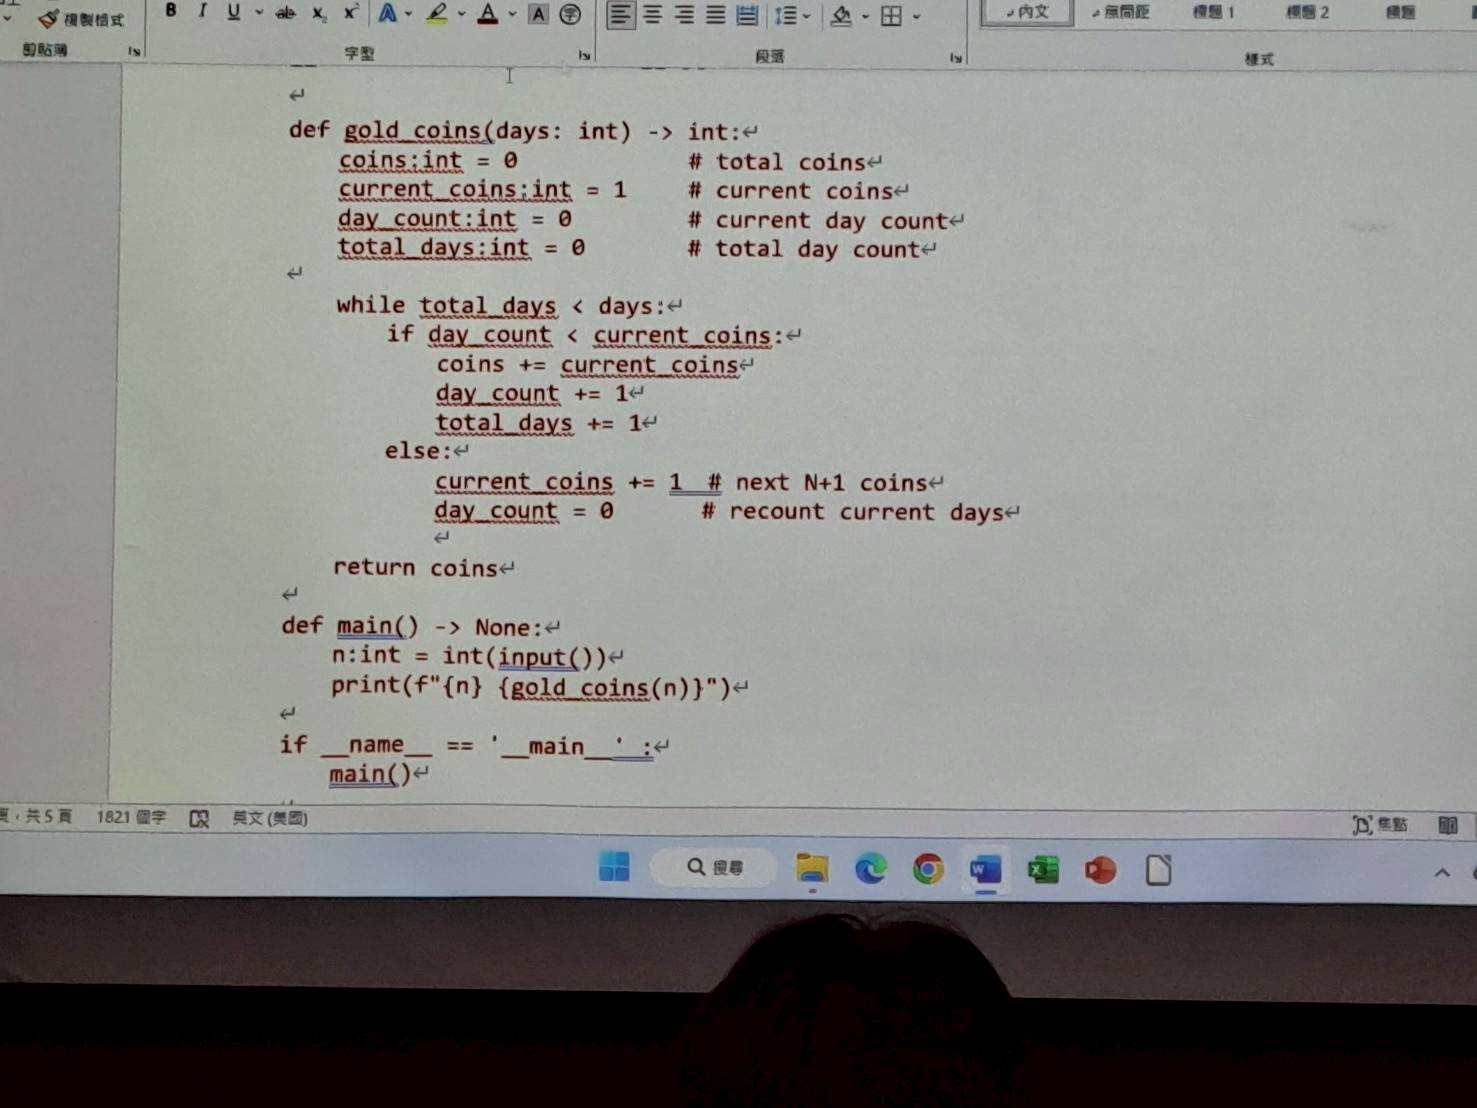 複製格式
B I U ab x₂ x² A A A 字
內文 無間距 標題 1 標題 2 標題
剪貼簿 字型 段落 樣式
def gold_coins(days: int) -> int:
coins:int = 0 # total coins
current_coins:int = 1 # current coins
day_count:int = 0 # current day count
total_days:int = 0 # total day count
while total_days < days:
if day_count < current_coins:
coins += current_coins
day_count += 1
total_days += 1
else:
current_coins += 1 # next N+1 coins
day_count = 0 # recount current days
return coins
def main() -> None:
n:int = int(input())
print(f"{n} {gold_coins(n)}")
if __name__ == '__main__' :
main()
頁，共 5 頁 1821 個字 英文 (美國) 焦點
搜尋